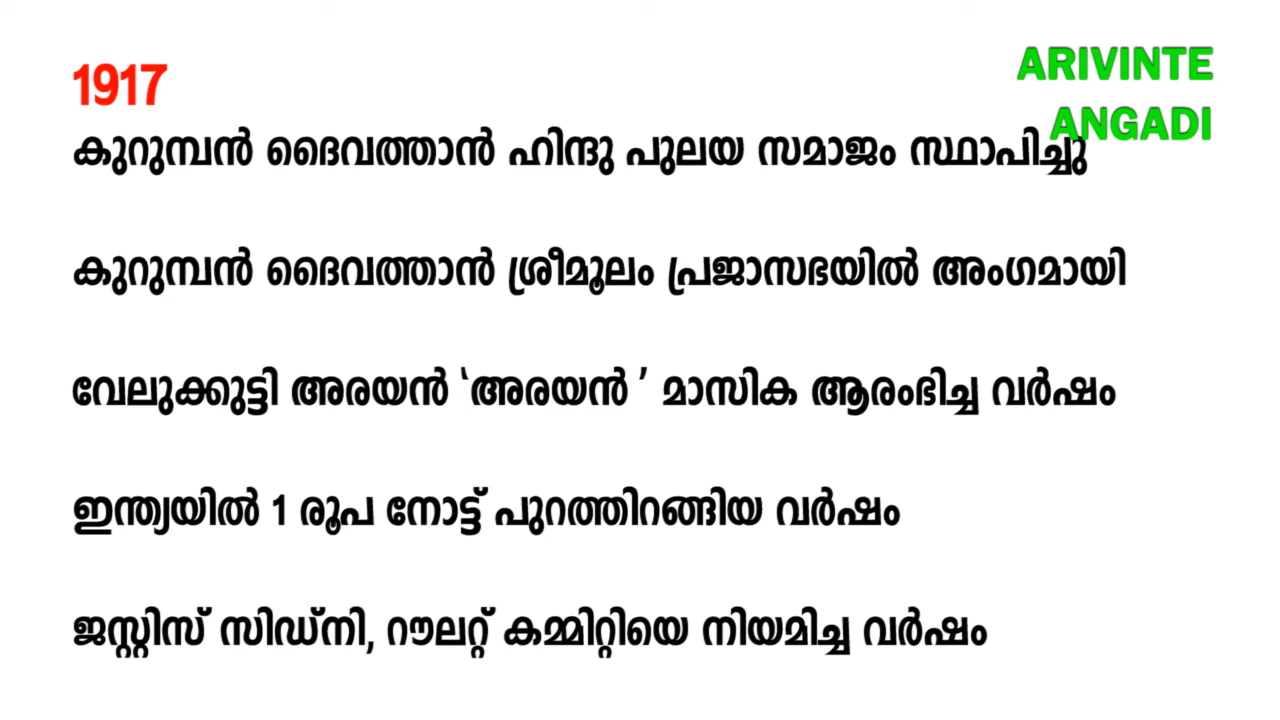 1917
ARIVINTE
ANGADI
കുറുമ്പൻ ദൈവത്താൻ ഹിന്ദു പുലയ സമാജം സ്ഥാപിച്ചു
കുറുമ്പൻ ദൈവത്താൻ ശ്രീമൂലം പ്രജാസഭയിൽ അംഗമായി
വേലുക്കുട്ടി അരയൻ ‘അരയൻ ’ മാസിക ആരംഭിച്ച വർഷം
ഇന്ത്യയിൽ 1 രൂപ നോട്ട് പുറത്തിറങ്ങിയ വർഷം
ജസ്റ്റിസ് സിഡ്നി, റൗലറ്റ് കമ്മിറ്റിയെ നിയമിച്ച വർഷം